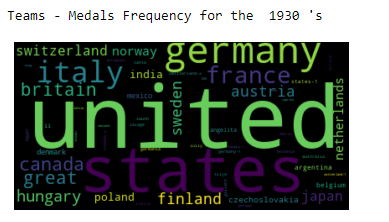 Teams - Medals Frequency for the 1930 's
switzerland norway germany
italy india france
britain mexico austria
united
sweden
netherlands
states
denmark
canada
great argentina
hungary poland finland czechoslovakia belgium japan